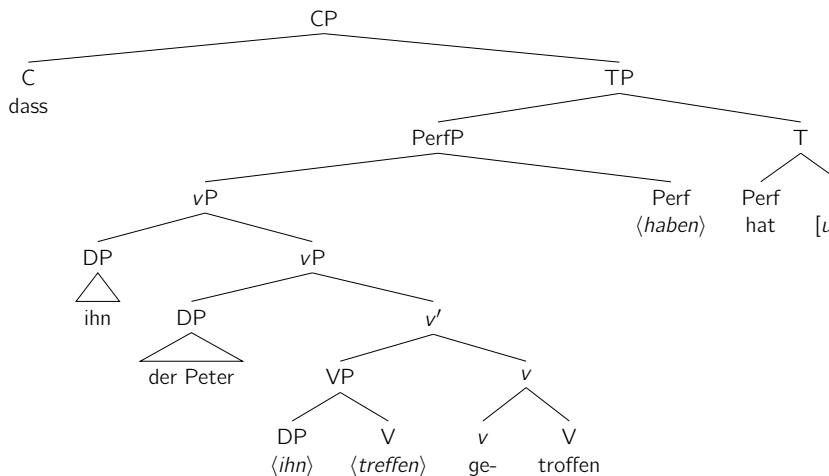 CP
C TP
dass
PerfP T
vP Perf Perf
⟨haben⟩ hat [u
DP vP
ihn DP v′
der Peter VP v
DP V v V
⟨ihn⟩ ⟨treffen⟩ ge- troffen